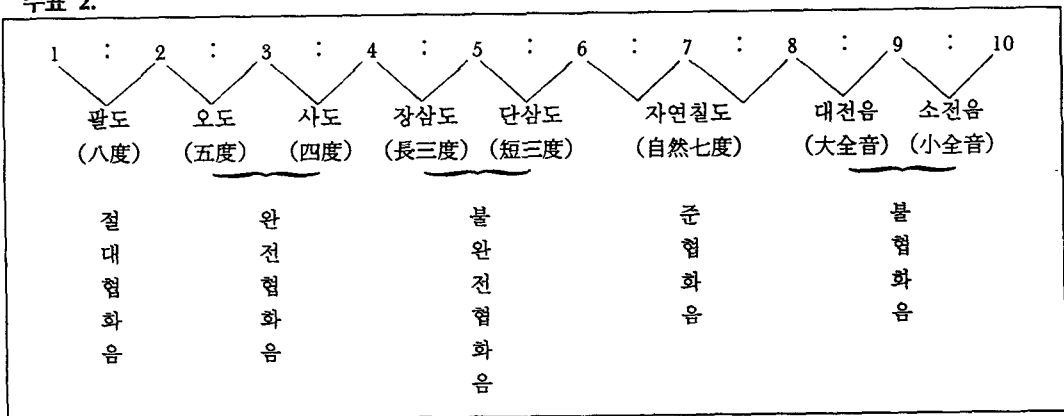 수표 2.
1 : 2 : 3 : 4 : 5 : 6 : 7 : 8 : 9 : 10
팔도 오도 사도 장삼도 단삼도 자연칠도 대전음 소전음
(八度) (五度) (四度) (長三度) (短三度) (自然七度) (大全音) (小全音)
절대협화음
완전협화음
불완전협화음
준협화음
불협화음